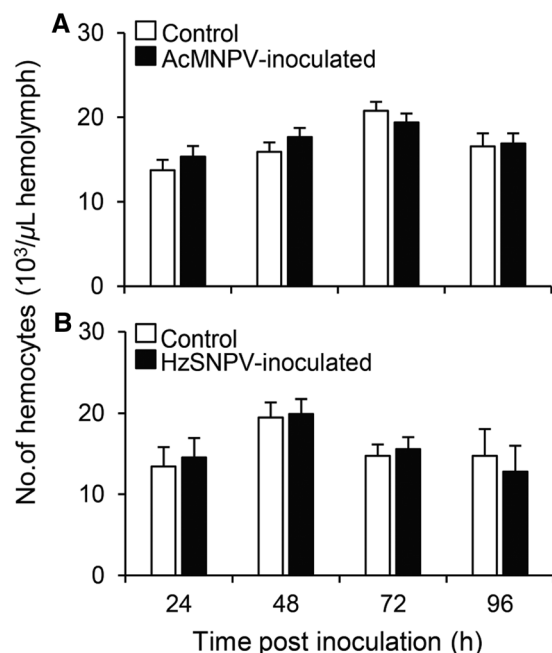 A
Control
AcMNPV-inoculated
30
20
10
0
B
Control
HzSNPV-inoculated
30
20
10
0
24 48 72 96
Time post inoculation (h)
No.of hemocytes (10³/µL hemolymph)